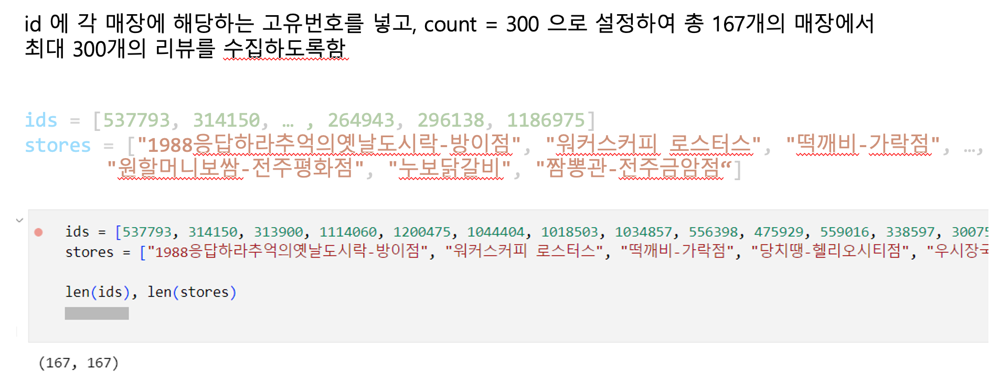 id 에 각 매장에 해당하는 고유번호를 넣고, count = 300 으로 설정하여 총 167개의 매장에서
최대 300개의 리뷰를 수집하도록함
ids = [537793, 314150, … , 264943, 296138, 1186975]
stores = ["1988응답하라추억의옛날도시락-방이점", "워커스커피 로스터스", "떡깨비-가락점", …,
"원할머니보쌈-전주평화점", "누보닭갈비", "짬뽕관-전주금암점“]
ids = [537793, 314150, 313900, 1114060, 1200475, 1044404, 1018503, 1034857, 556398, 475929, 559016, 338597, 30075
stores = ["1988응답하라추억의옛날도시락-방이점", "워커스커피 로스터스", "떡깨비-가락점", "당치땡-헬리오시티점", "우시장국
len(ids), len(stores)
(167, 167)